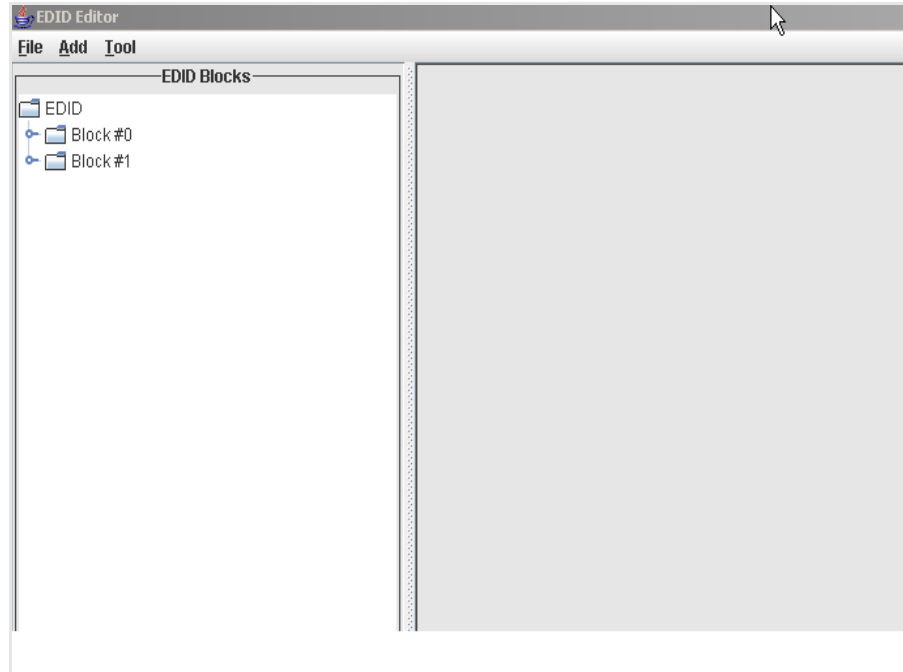 EDID Editor
File Add Tool
EDID Blocks
EDID
Block #0
Block #1